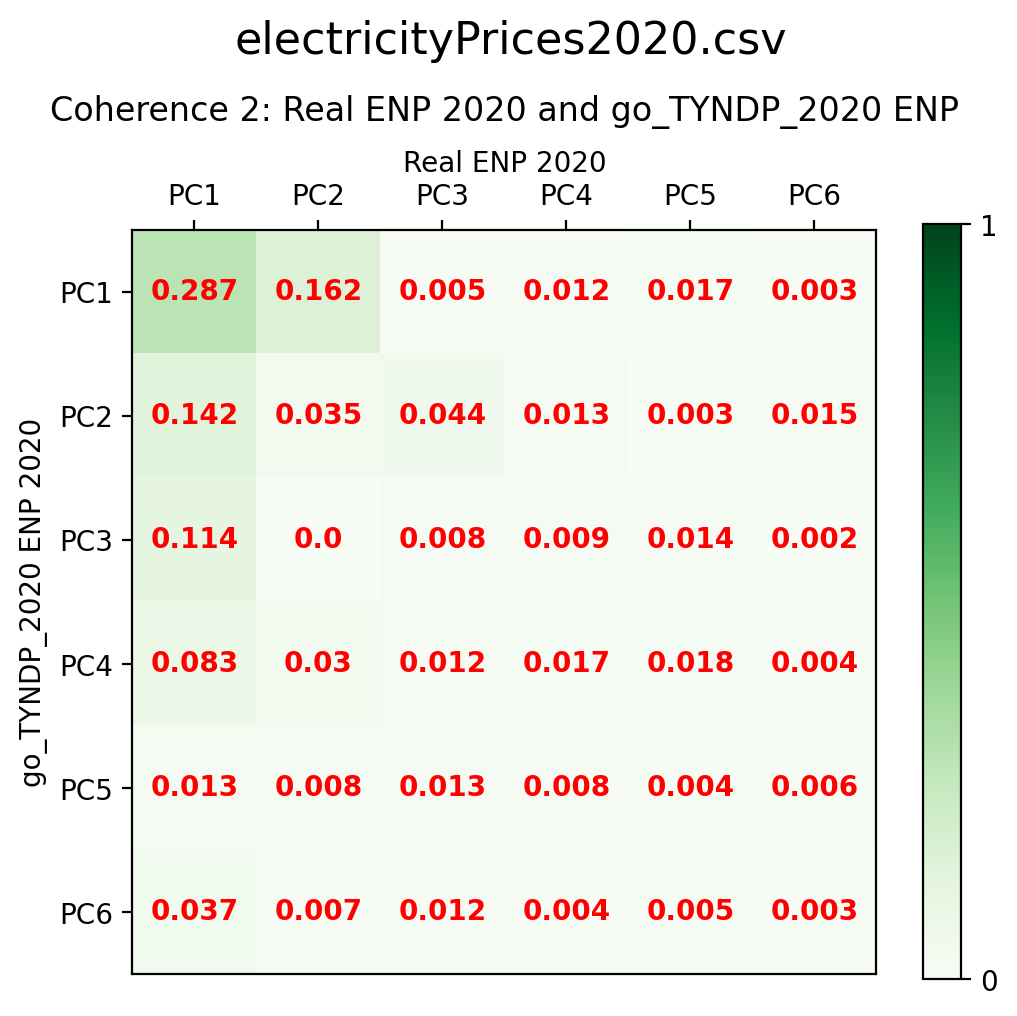 electricityPrices2020.csv
Coherence 2: Real ENP 2020 and go_TYNDP_2020 ENP
Real ENP 2020
PC1 PC2 PC3 PC4 PC5 PC6
go_TYNDP_2020 ENP 2020
PC1 0.287 0.162 0.005 0.012 0.017 0.003
PC2 0.142 0.035 0.044 0.013 0.003 0.015
PC3 0.114 0.0 0.008 0.009 0.014 0.002
PC4 0.083 0.03 0.012 0.017 0.018 0.004
PC5 0.013 0.008 0.013 0.008 0.004 0.006
PC6 0.037 0.007 0.012 0.004 0.005 0.003
1
0